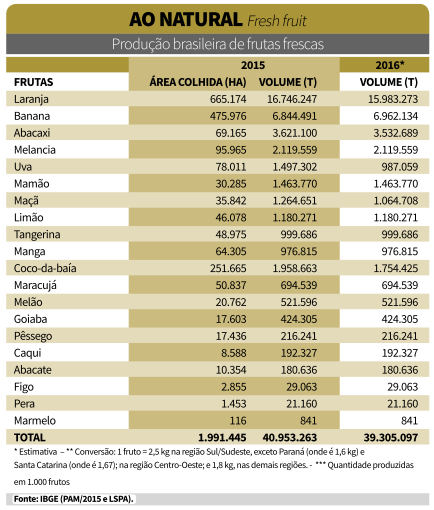 AO NATURAL Fresh fruit
Produção brasileira de frutas frescas
2015 2016*
FRUTAS ÁREA COLHIDA (HA) VOLUME (T) VOLUME (T)
Laranja 665.174 16.746.247 15.983.273
Banana 475.976 6.844.491 6.962.134
Abacaxi 69.165 3.621.100 3.532.689
Melancia 95.965 2.119.559 2.119.559
Uva 78.011 1.497.302 987.059
Mamão 30.285 1.463.770 1.463.770
Maçã 35.842 1.264.651 1.064.708
Limão 46.078 1.180.271 1.180.271
Tangerina 48.975 999.686 999.686
Manga 64.305 976.815 976.815
Coco-da-baía 251.665 1.958.663 1.754.425
Maracujá 50.837 694.539 694.539
Melão 20.762 521.596 521.596
Goiaba 17.603 424.305 424.305
Pêssego 17.436 216.241 216.241
Caqui 8.588 192.327 192.327
Abacate 10.354 180.636 180.636
Figo 2.855 29.063 29.063
Pera 1.453 21.160 21.160
Marmelo 116 841 841
TOTAL 1.991.445 40.953.263 39.305.097
* Estimativa – ** Conversão: 1 fruto = 2,5 kg na região Sul/Sudeste, exceto Paraná (onde é 1,6 kg) e
Santa Catarina (onde é 1,67); na região Centro-Oeste; e 1,8 kg, nas demais regiões. - *** Quantidade produzidas
em 1.000 frutos
Fonte: IBGE (PAM/2015 e LSPA).